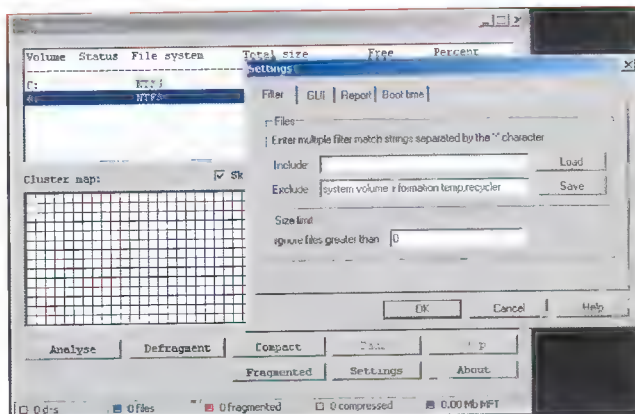 Volume Status File system Total size Free Percent
C: NTFS
NTFS
Cluster map:
Sk
Settings
Filter GUI Report Boot time
Files
Enter multiple filter match strings separated by the character
Include Load
Exclude system volume formation temp,recycler Save
Size limit
ignore files greater than 0
OK Cancel Help
Analyse Defragment Compact
Fragmented Settings About
0 files 0 fragmented 0 compressed 0.00 Mb MFT